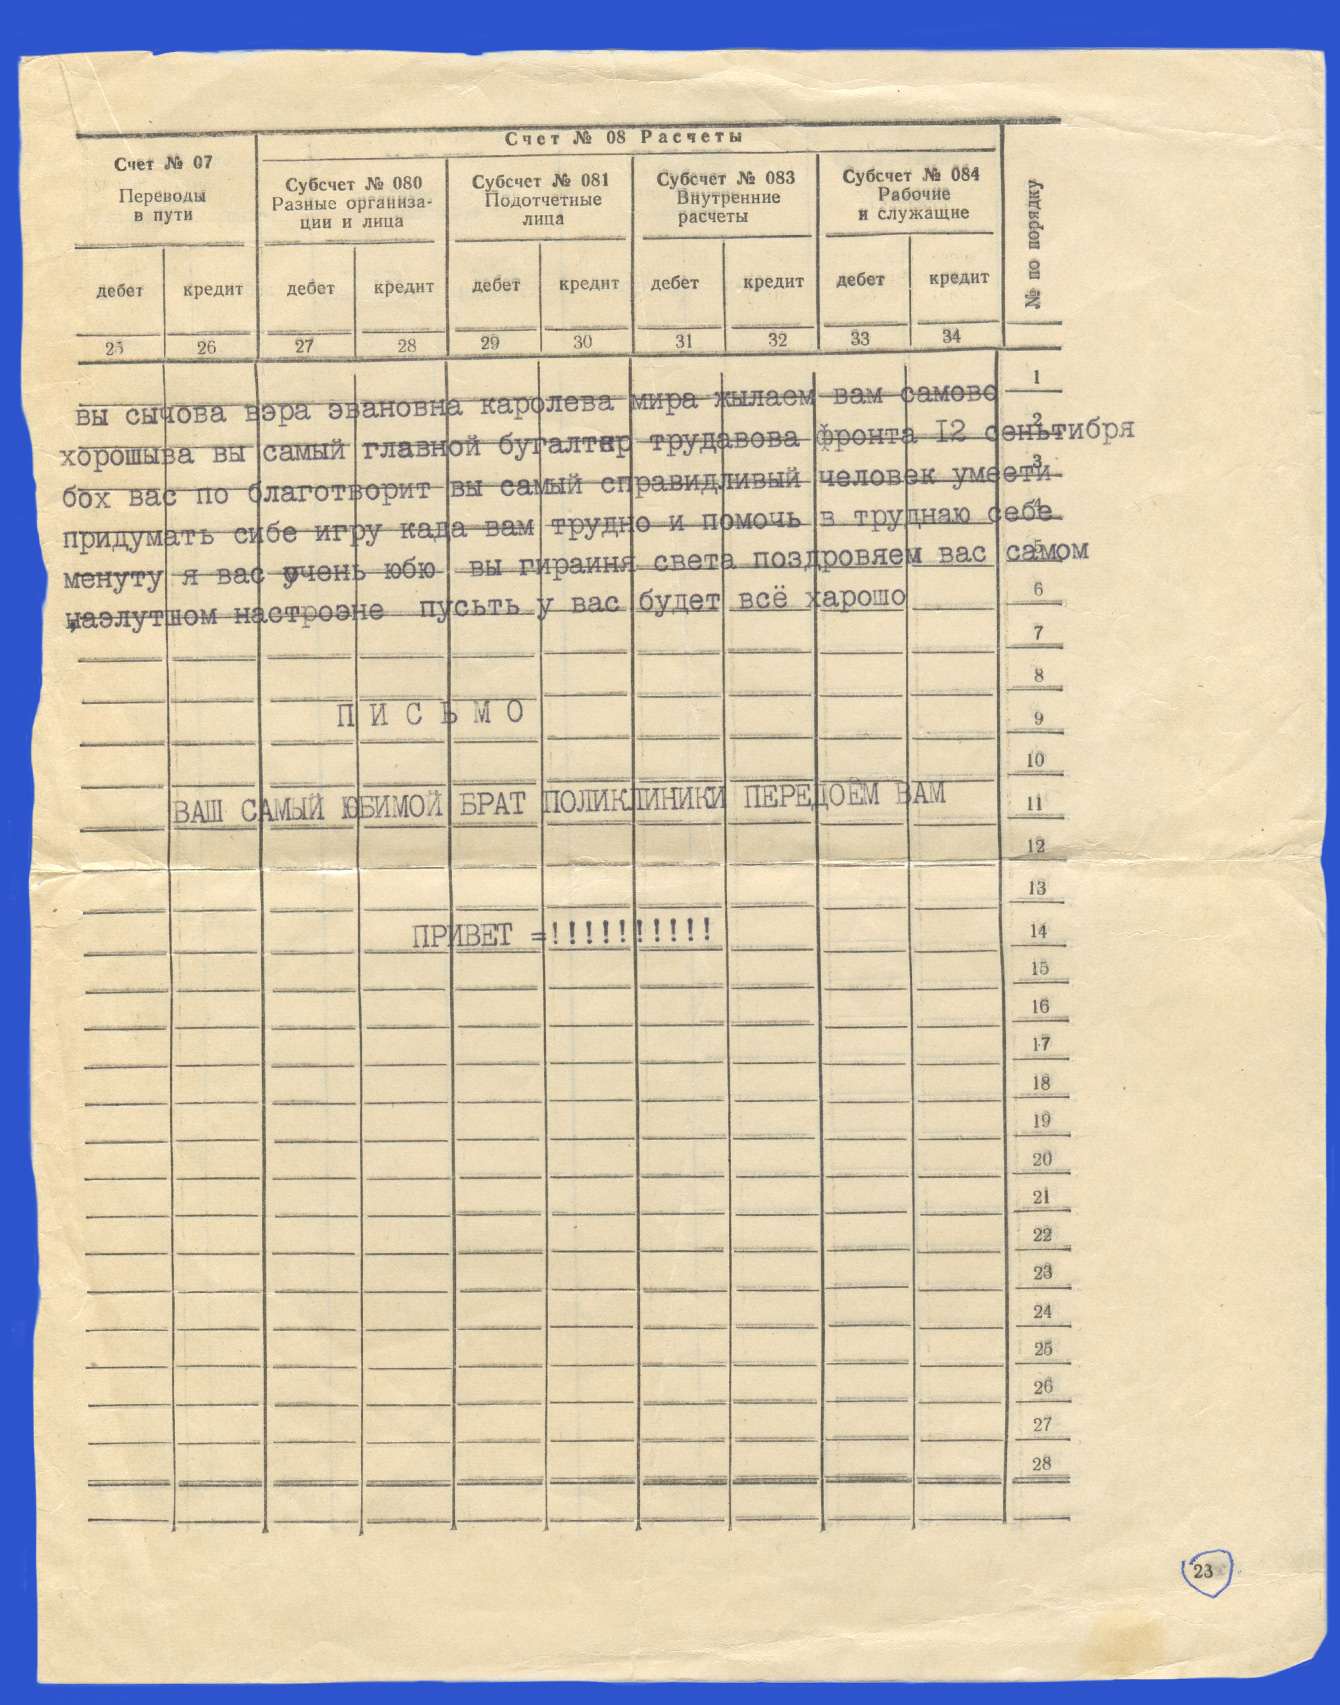 Счет № 08 Расчеты
Счет № 07
Переводы
в пути
Субсчет № 080
Разные организа-
ции и лица
Субсчет № 081
Подотчетные
лица
Субсчет № 083
Внутренние
расчеты
Субсчет № 084
Рабочие
и служащие
№ по порядку
дебет кредит дебет кредит дебет кредит дебет кредит дебет кредит
25 26 27 28 29 30 31 32 33 34
1
вы сычова вэра эвановна каролева мира жылаем вам самово
2
хорошыва вы самый главной бугалтер трудавова фронта 12 сеньтибря
3
бох вас по благотворит вы самый справидливый человек умеети
4
придумать сибе игру када вам трудно и помочь в труднаю себе
5
менуту я вас учень юбю вы гираиня света поздровяем вас самом
6
наэлутшом настроэне пусьть у вас будет всё харошо
7
8
9
ПИСЬМО
10
11
ВАШ САМЫЙ ЮБИМОЙ БРАТ ПОЛИКЛИНИКИ ПЕРЕДОЁМ ВАМ
12
13
14
ПРИВЕТ =!!!!!!!!!!
15
16
17
18
19
20
21
22
23
24
25
26
27
28
23